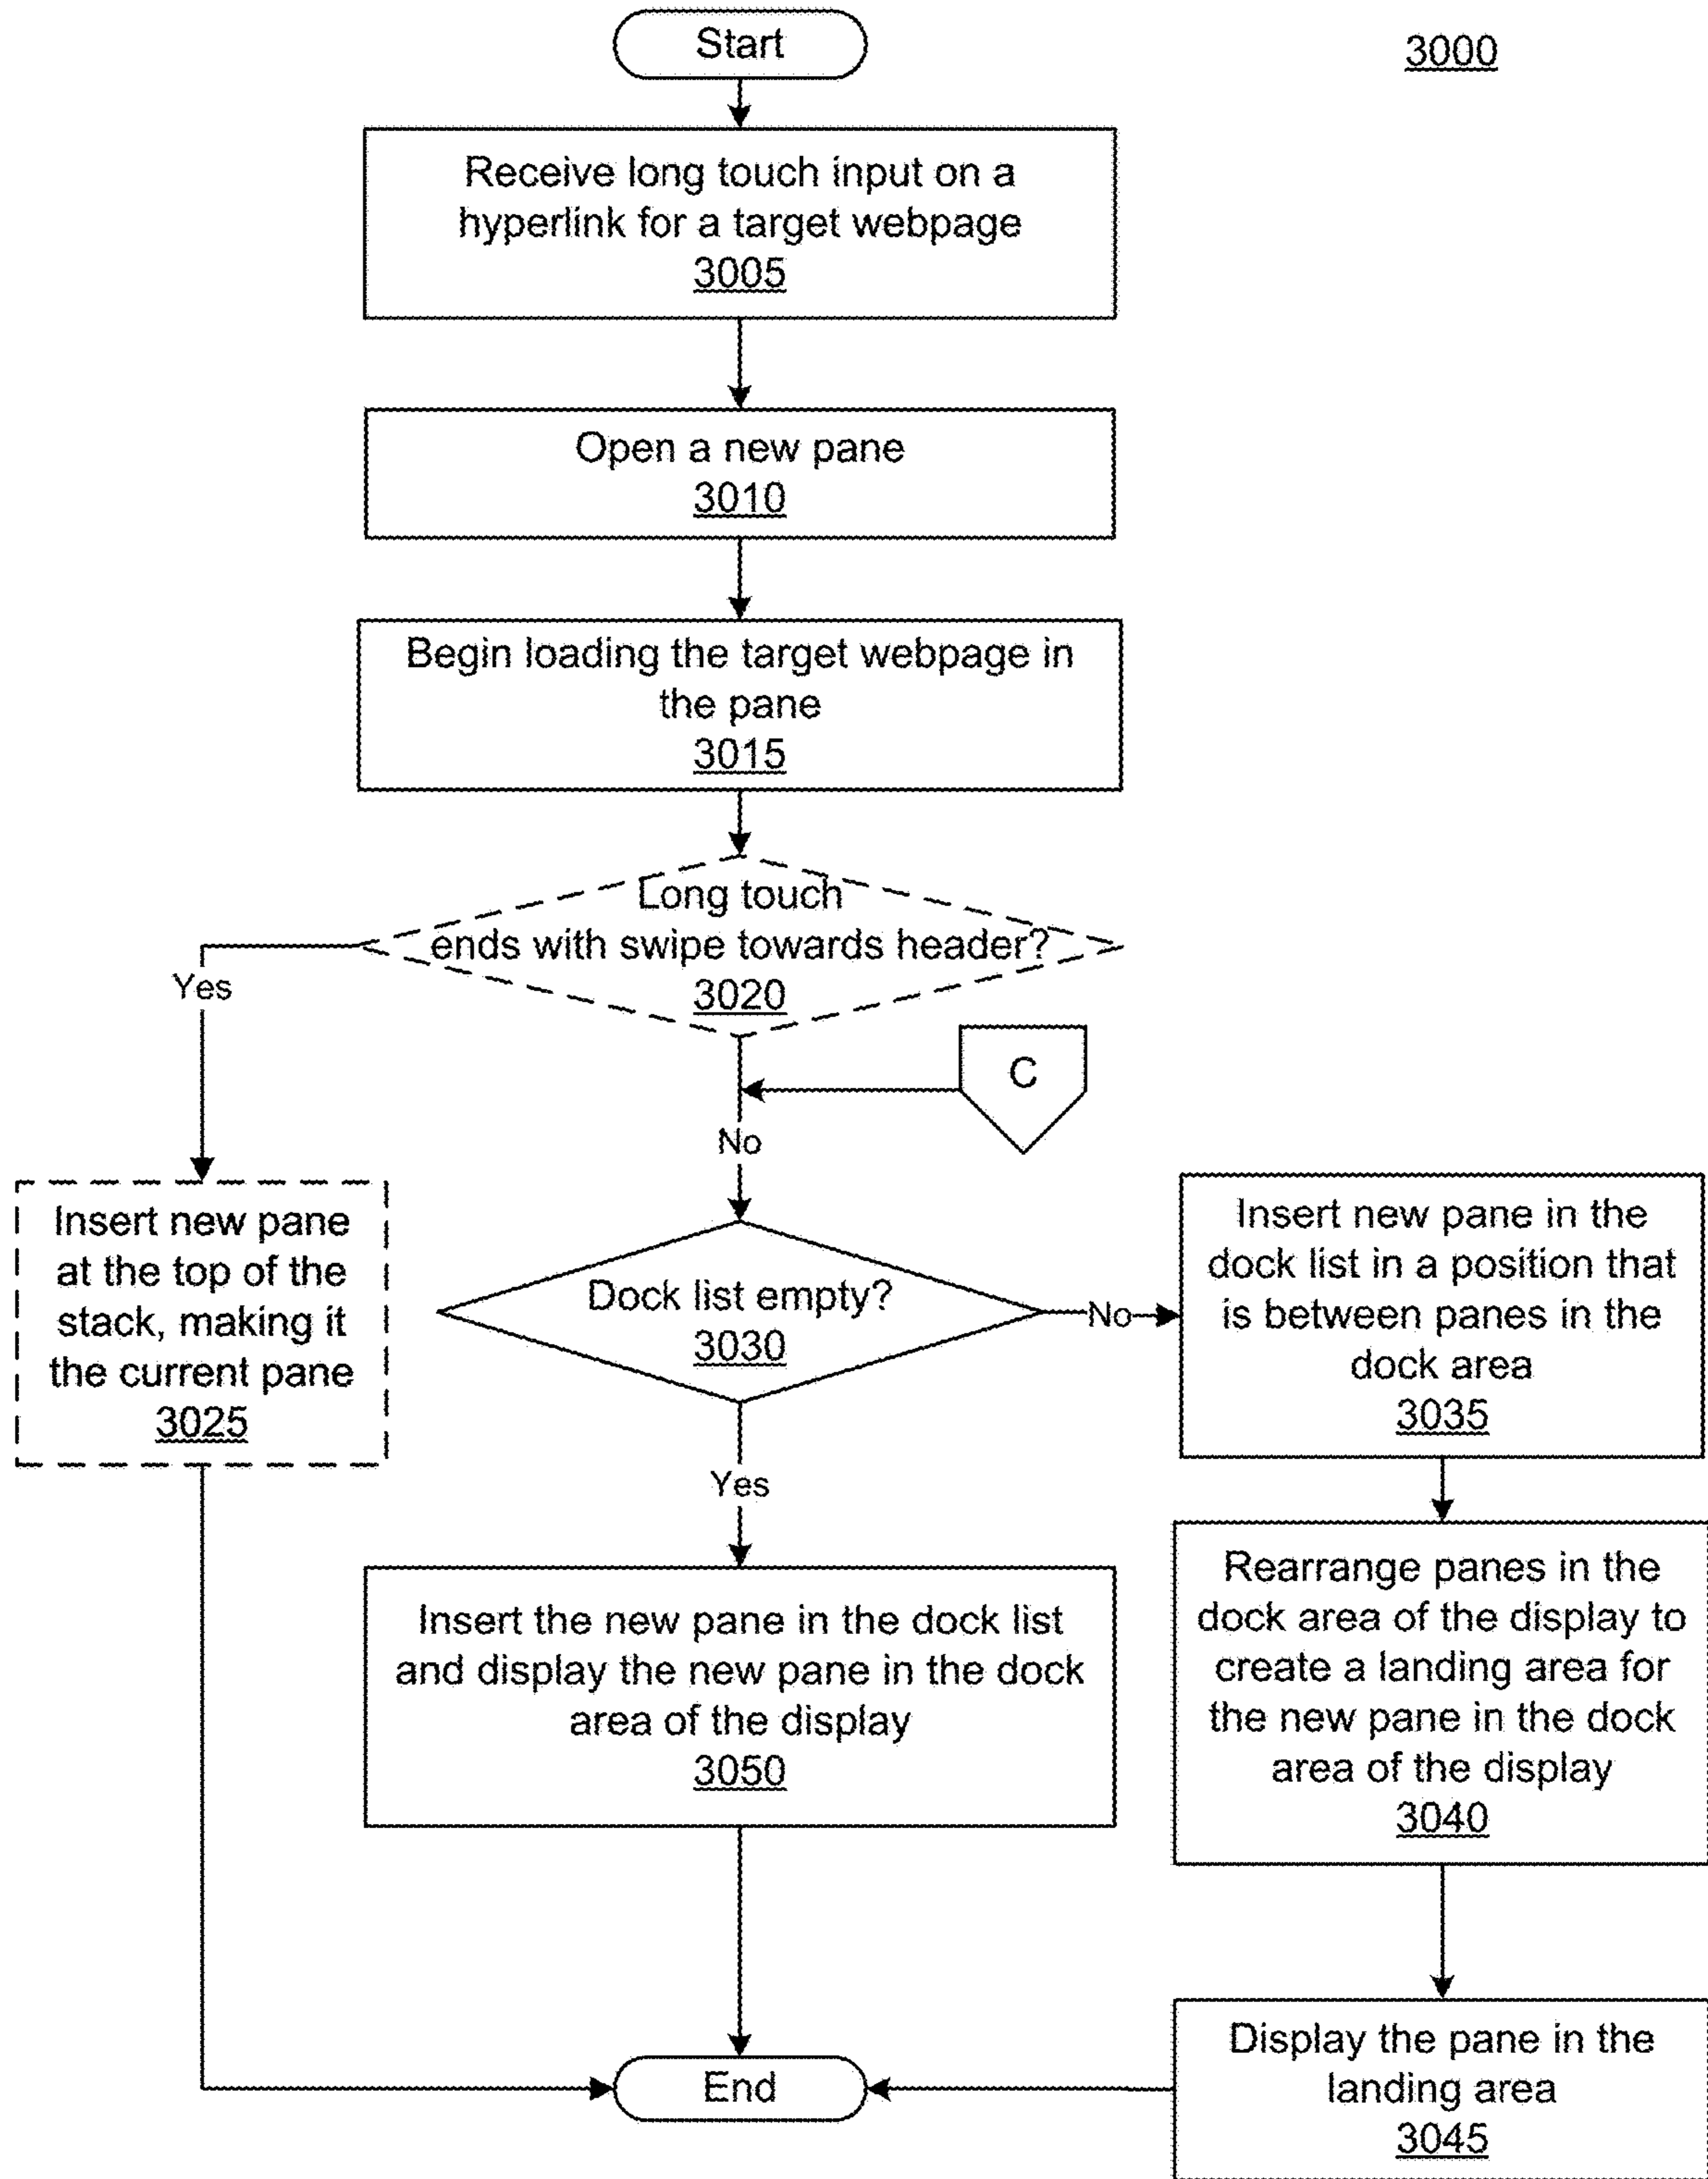 Start
3000
Receive long touch input on a
hyperlink for a target webpage
3005
Open a new pane
3010
Begin loading the target webpage in
the pane
3015
Long touch
ends with swipe towards header?
3020
Yes
C
No
Insert new pane
at the top of the
stack, making it
the current pane
3025
Dock list empty?
3030
No
Insert new pane in the
dock list in a position that
is between panes in the
dock area
3035
Yes
Insert the new pane in the dock list
and display the new pane in the dock
area of the display
3050
Rearrange panes in the
dock area of the display to
create a landing area for
the new pane in the dock
area of the display
3040
End
Display the pane in the
landing area
3045